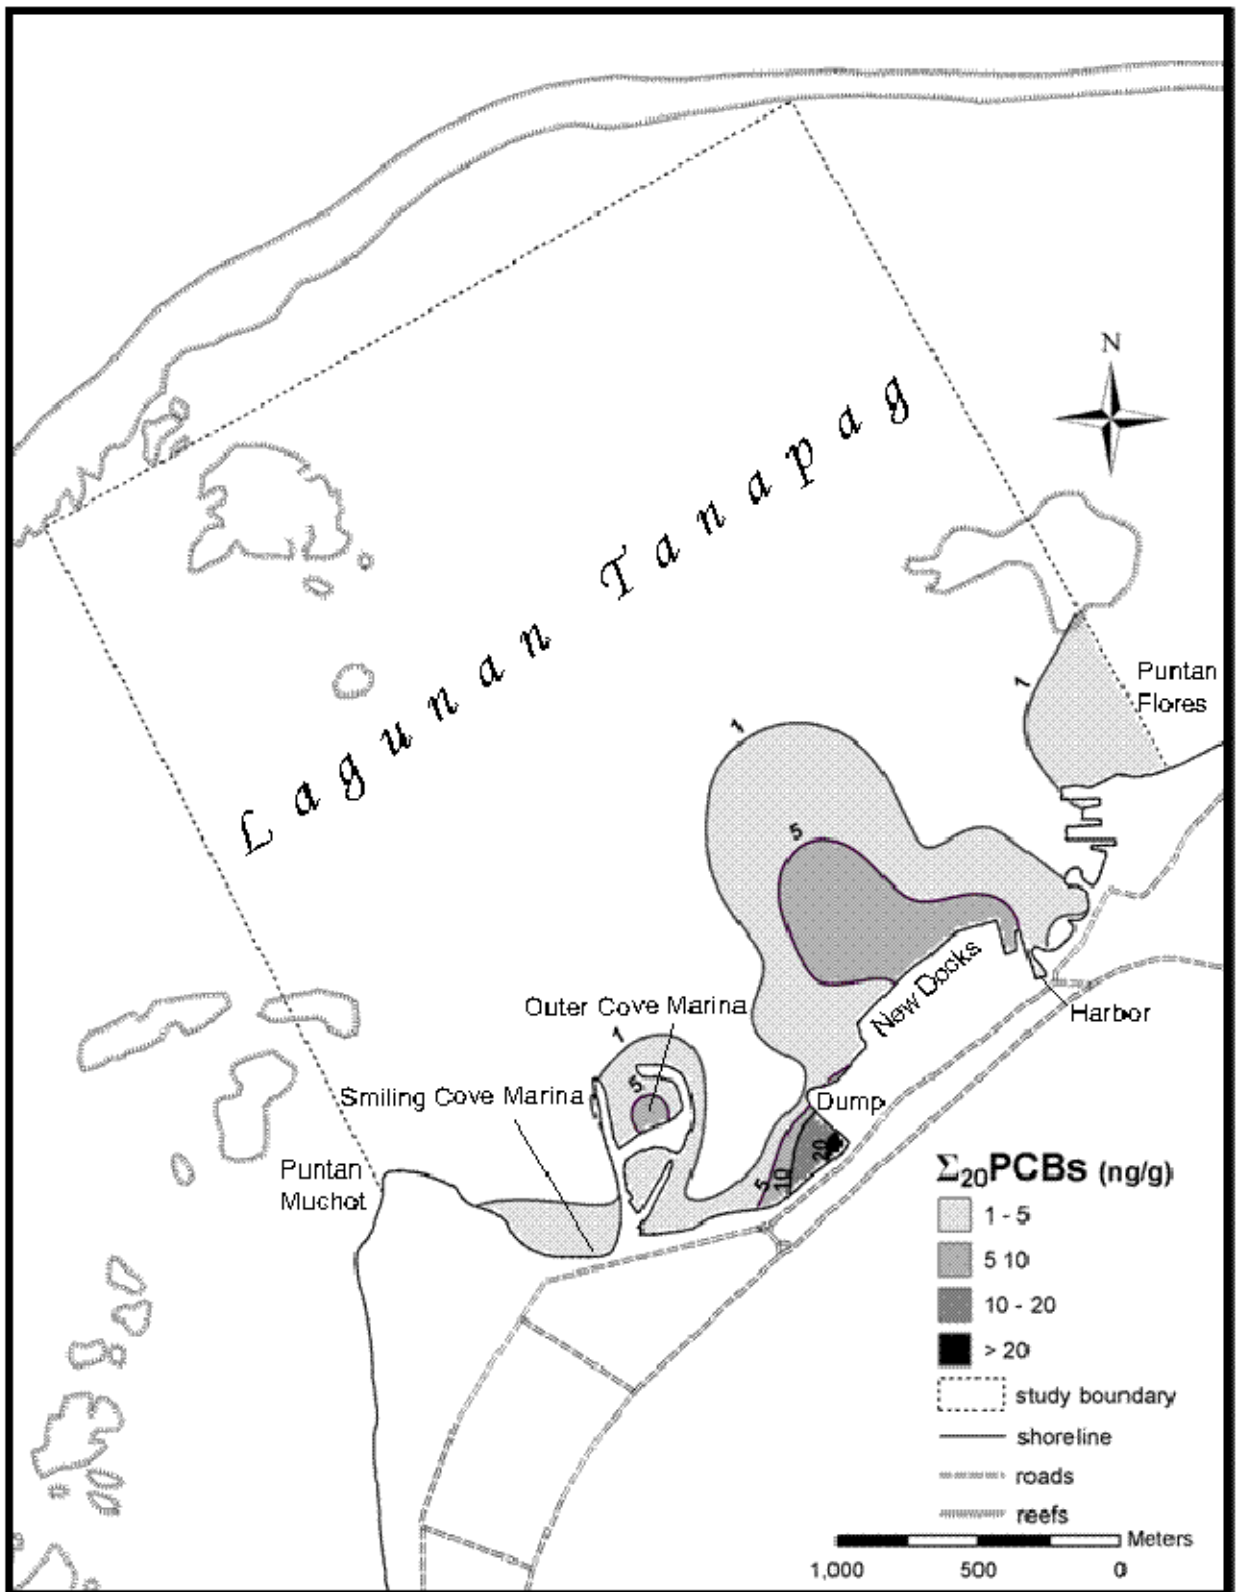 N
Lagunan Tanapag
Puntan
Flores
1
1
5
New Docks
Outer Cove Marina
Harbor
1
5
Smiling Cove Marina
Dump
20
10
5
Puntan
Muchot
Σ20PCBs (ng/g)
1 - 5
5 10
10 - 20
> 20
study boundary
shoreline
roads
reefs
Meters
1,000 500 0